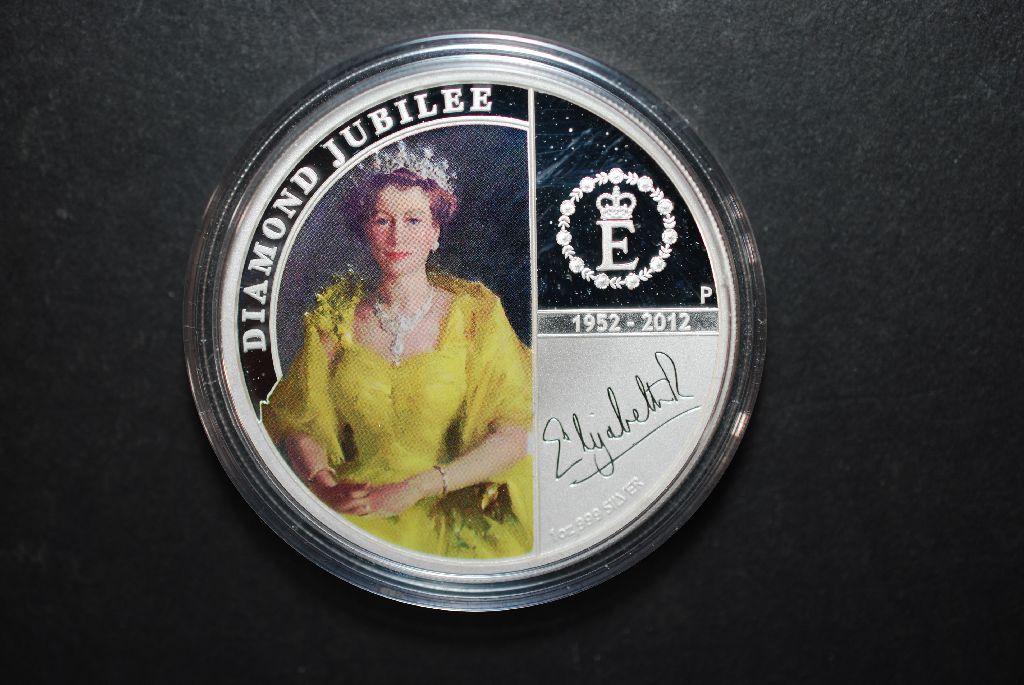 DIAMOND JUBILEE
E
P
1952 - 2012
Elizabeth R
1oz 999 SILVER